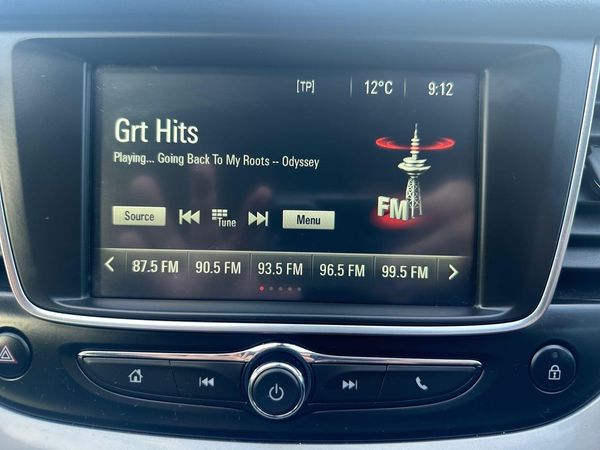 [TP] 12°C 9:12
Grt Hits
Playing... Going Back To My Roots -- Odyssey
FM
Source Tune Menu
87.5 FM 90.5 FM 93.5 FM 96.5 FM 99.5 FM